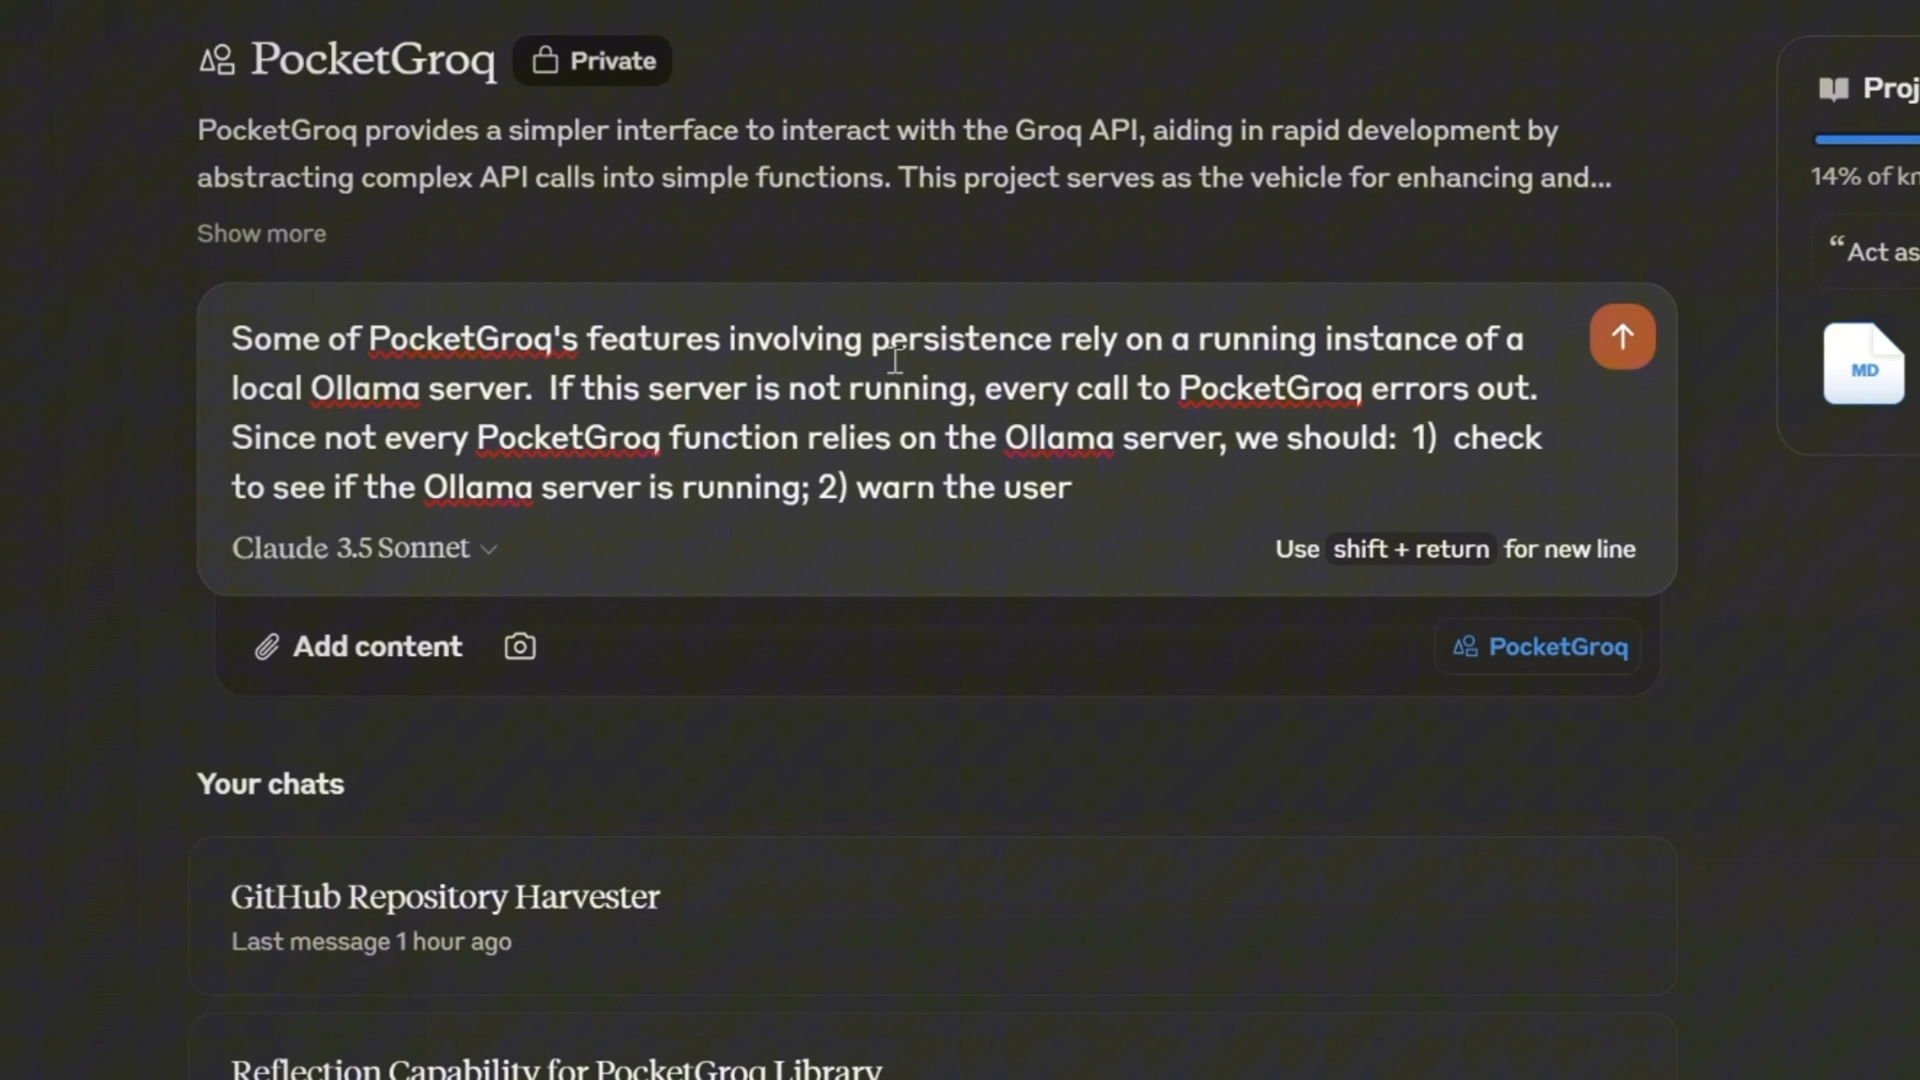 PocketGroq Private
PocketGroq provides a simpler interface to interact with the Groq API, aiding in rapid development by
abstracting complex API calls into simple functions. This project serves as the vehicle for enhancing and...
Show more
Some of PocketGroq's features involving persistence rely on a running instance of a
local Ollama server.  If this server is not running, every call to PocketGroq errors out.
Since not every PocketGroq function relies on the Ollama server, we should:  1)  check
to see if the Ollama server is running; 2) warn the user
Claude 3.5 Sonnet
Use shift + return for new line
Add content
PocketGroq
Your chats
GitHub Repository Harvester
Last message 1 hour ago
Reflection Capability for PocketGroq Library
14% of
“Act as
MD